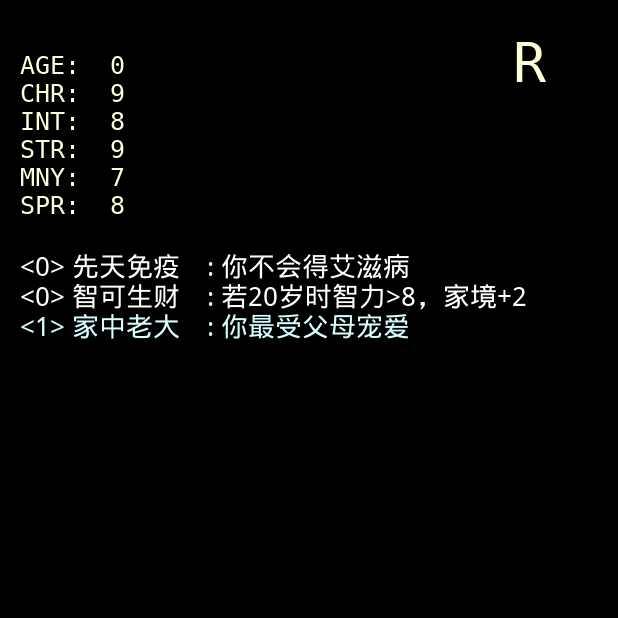 R
AGE: 0
CHR: 9
INT: 8
STR: 9
MNY: 7
SPR: 8
<0> 先天免疫 : 你不会得艾滋病
<0> 智可生财 : 若20岁时智力>8，家境+2
<1> 家中老大 : 你最受父母宠爱